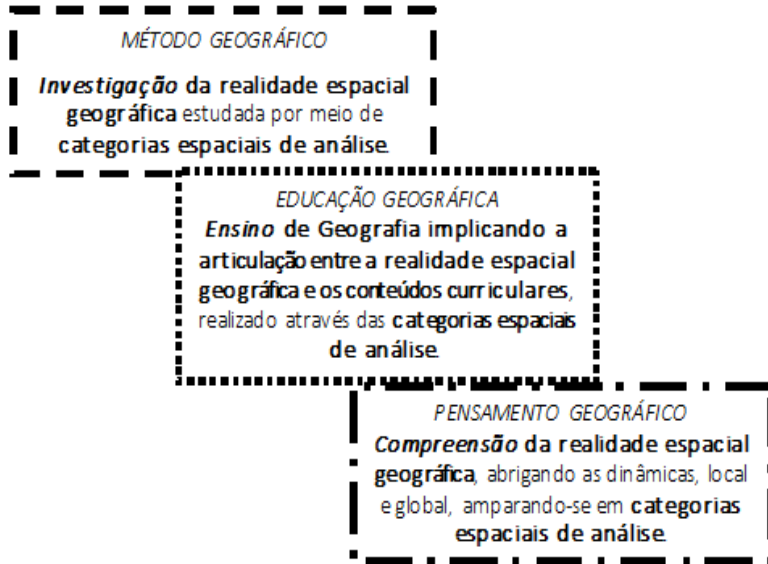 MÉTODO GEOGRÁFICO
Investigação da realidade espacial
geográfica estudada por meio de
categorias espaciais de análise.
EDUCAÇÃO GEOGRÁFICA
Ensino de Geografia implicando a
articulação entre a realidade espacial
geográfica e os conteúdos curriculares,
realizado através das categorias espaciais
de análise.
PENSAMENTO GEOGRÁFICO
Compreensão da realidade espacial
geográfica, abrigando as dinâmicas, local
e global, amparando-se em categorias
espaciais de análise.